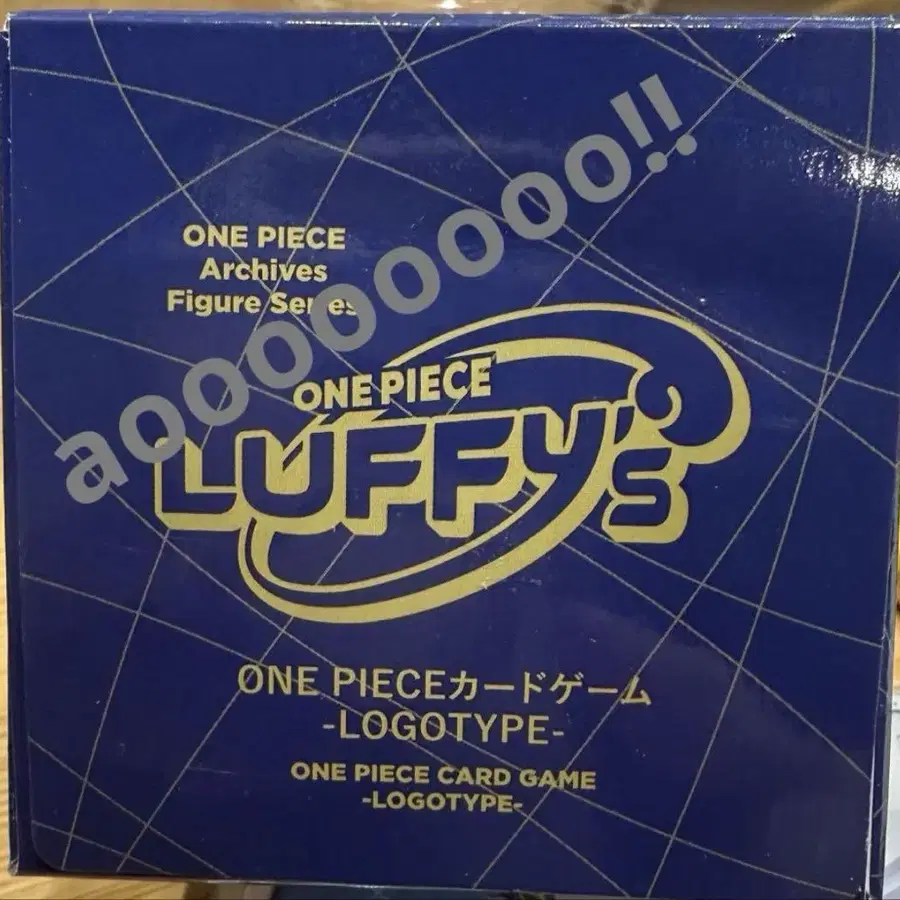 ONE PIECE
Archives
Figure Series
aooooooooo!!
ONE PIECE
LUFFY's
ONE PIECEカードゲーム
-LOGOTYPE-
ONE PIECE CARD GAME
-LOGOTYPE-